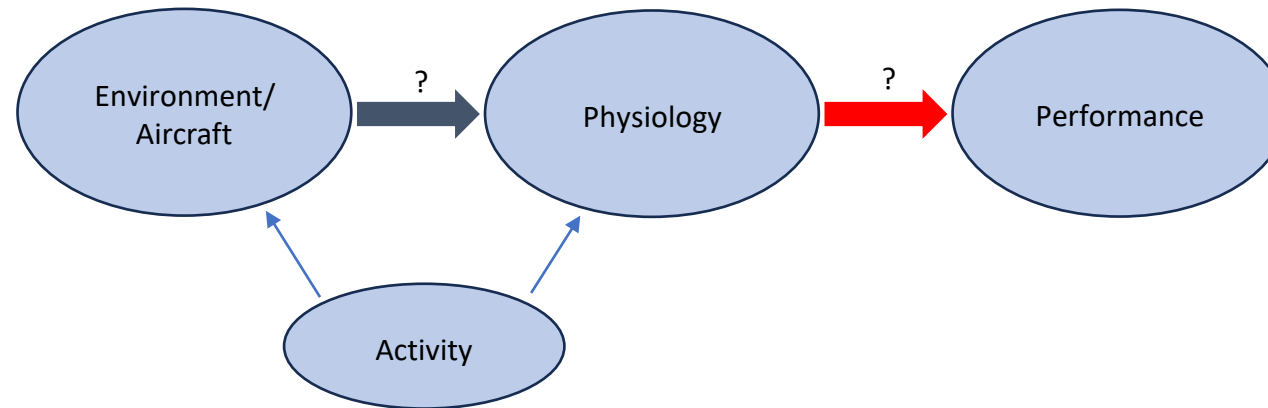 Environment/
Aircraft
?
Physiology
?
Performance
Activity